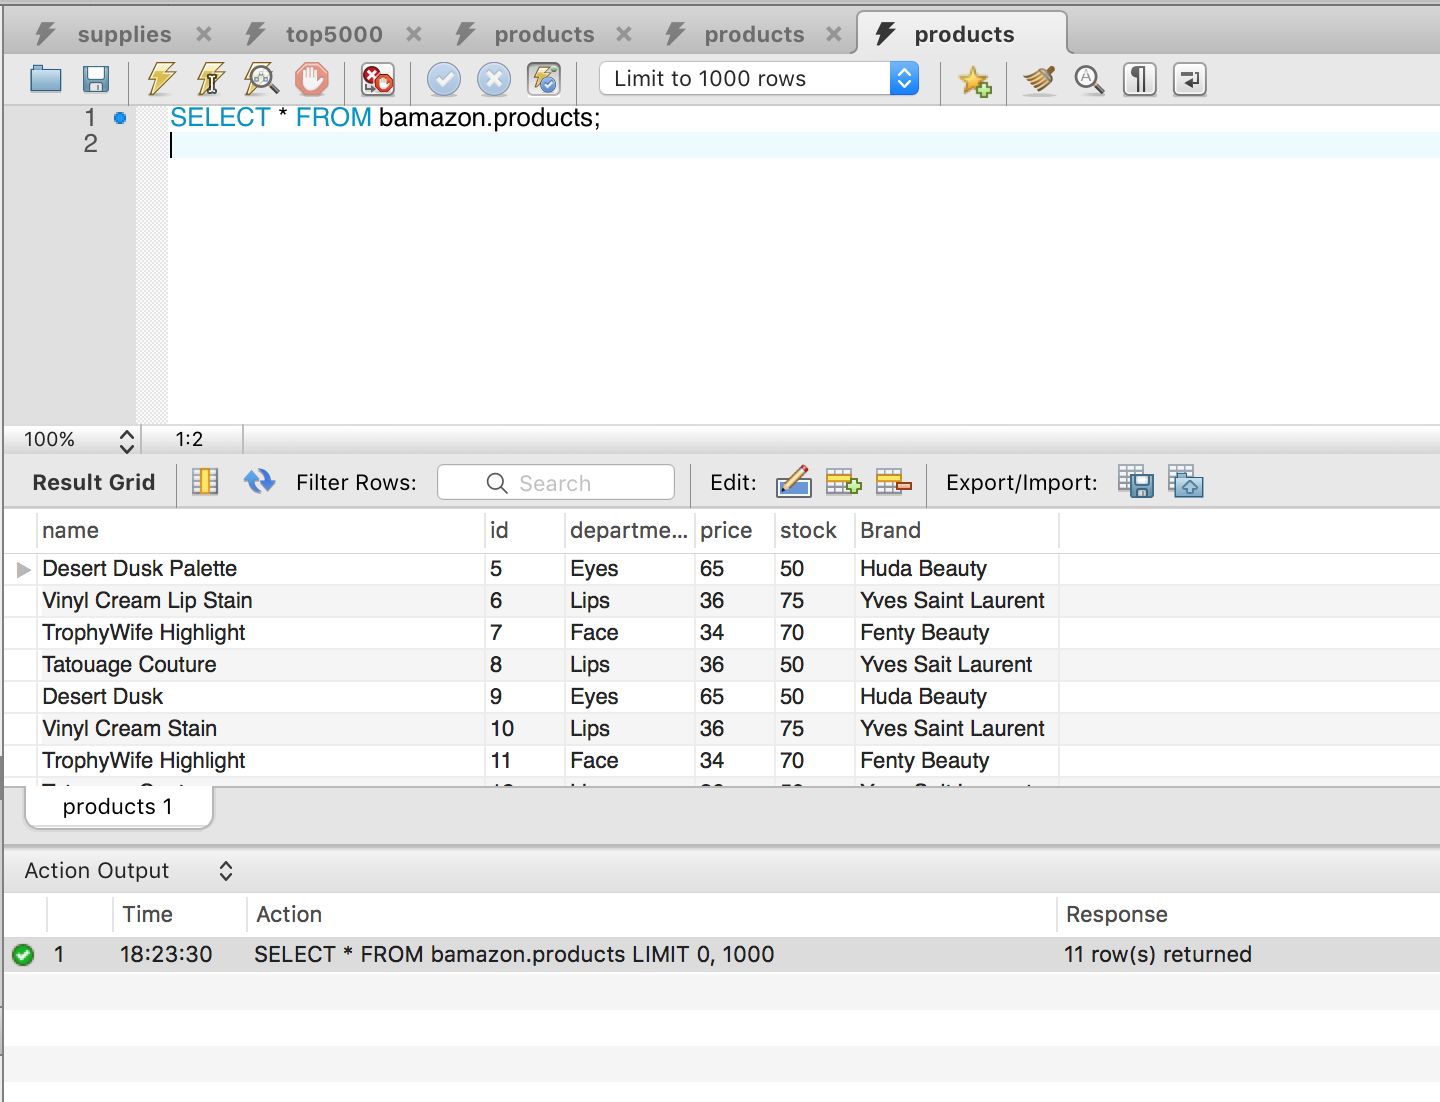 supplies × top5000 × products × products × products
Limit to 1000 rows
1 SELECT * FROM bamazon.products;
2
100% 1:2
Result Grid Filter Rows: Search Edit: Export/Import:
name id departme... price stock Brand
Desert Dusk Palette 5 Eyes 65 50 Huda Beauty
Vinyl Cream Lip Stain 6 Lips 36 75 Yves Saint Laurent
TrophyWife Highlight 7 Face 34 70 Fenty Beauty
Tatouage Couture 8 Lips 36 50 Yves Sait Laurent
Desert Dusk 9 Eyes 65 50 Huda Beauty
Vinyl Cream Stain 10 Lips 36 75 Yves Saint Laurent
TrophyWife Highlight 11 Face 34 70 Fenty Beauty
products 1
Action Output
Time Action Response
1 18:23:30 SELECT * FROM bamazon.products LIMIT 0, 1000 11 row(s) returned